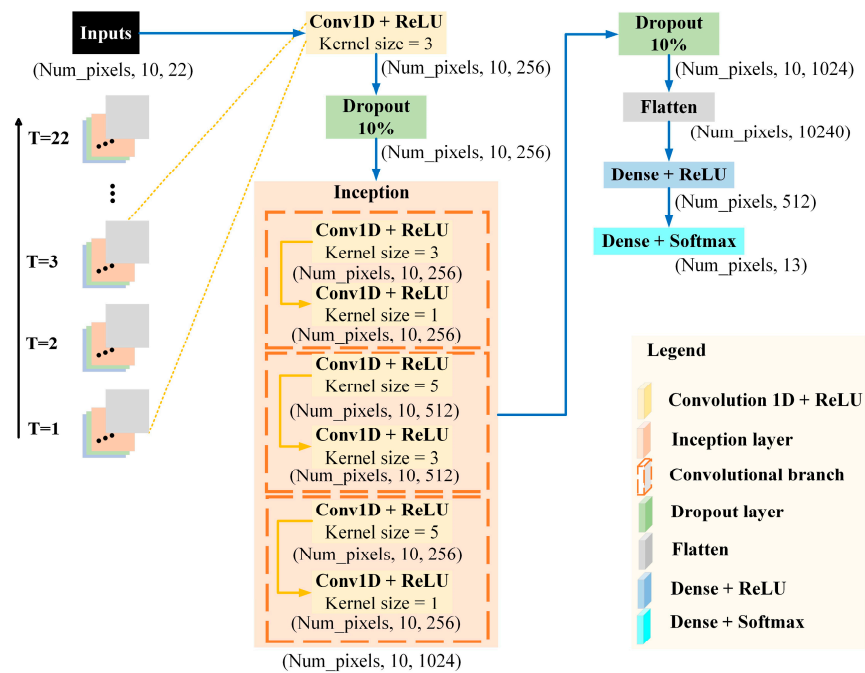 Inputs
(Num_pixels, 10, 22)
T=22
T=3
T=2
T=1
Conv1D + ReLU
Kernel size = 3
(Num_pixels, 10, 256)
Dropout
10%
(Num_pixels, 10, 256)
Inception
Conv1D + ReLU
Kernel size = 3
(Num_pixels, 10, 256)
Conv1D + ReLU
Kernel size = 1
(Num_pixels, 10, 256)
Conv1D + ReLU
Kernel size = 5
(Num_pixels, 10, 512)
Conv1D + ReLU
Kernel size = 3
(Num_pixels, 10, 512)
Conv1D + ReLU
Kernel size = 5
(Num_pixels, 10, 256)
Conv1D + ReLU
Kernel size = 1
(Num_pixels, 10, 256)
(Num_pixels, 10, 1024)
Dropout
10%
(Num_pixels, 10, 1024)
Flatten
(Num_pixels, 10240)
Dense + ReLU
(Num_pixels, 512)
Dense + Softmax
(Num_pixels, 13)
Legend
Convolution 1D + ReLU
Inception layer
Convolutional branch
Dropout layer
Flatten
Dense + ReLU
Dense + Softmax